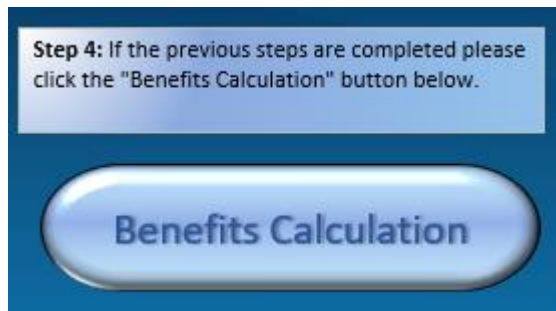 Step 4: If the previous steps are completed please
click the "Benefits Calculation" button below.
Benefits Calculation